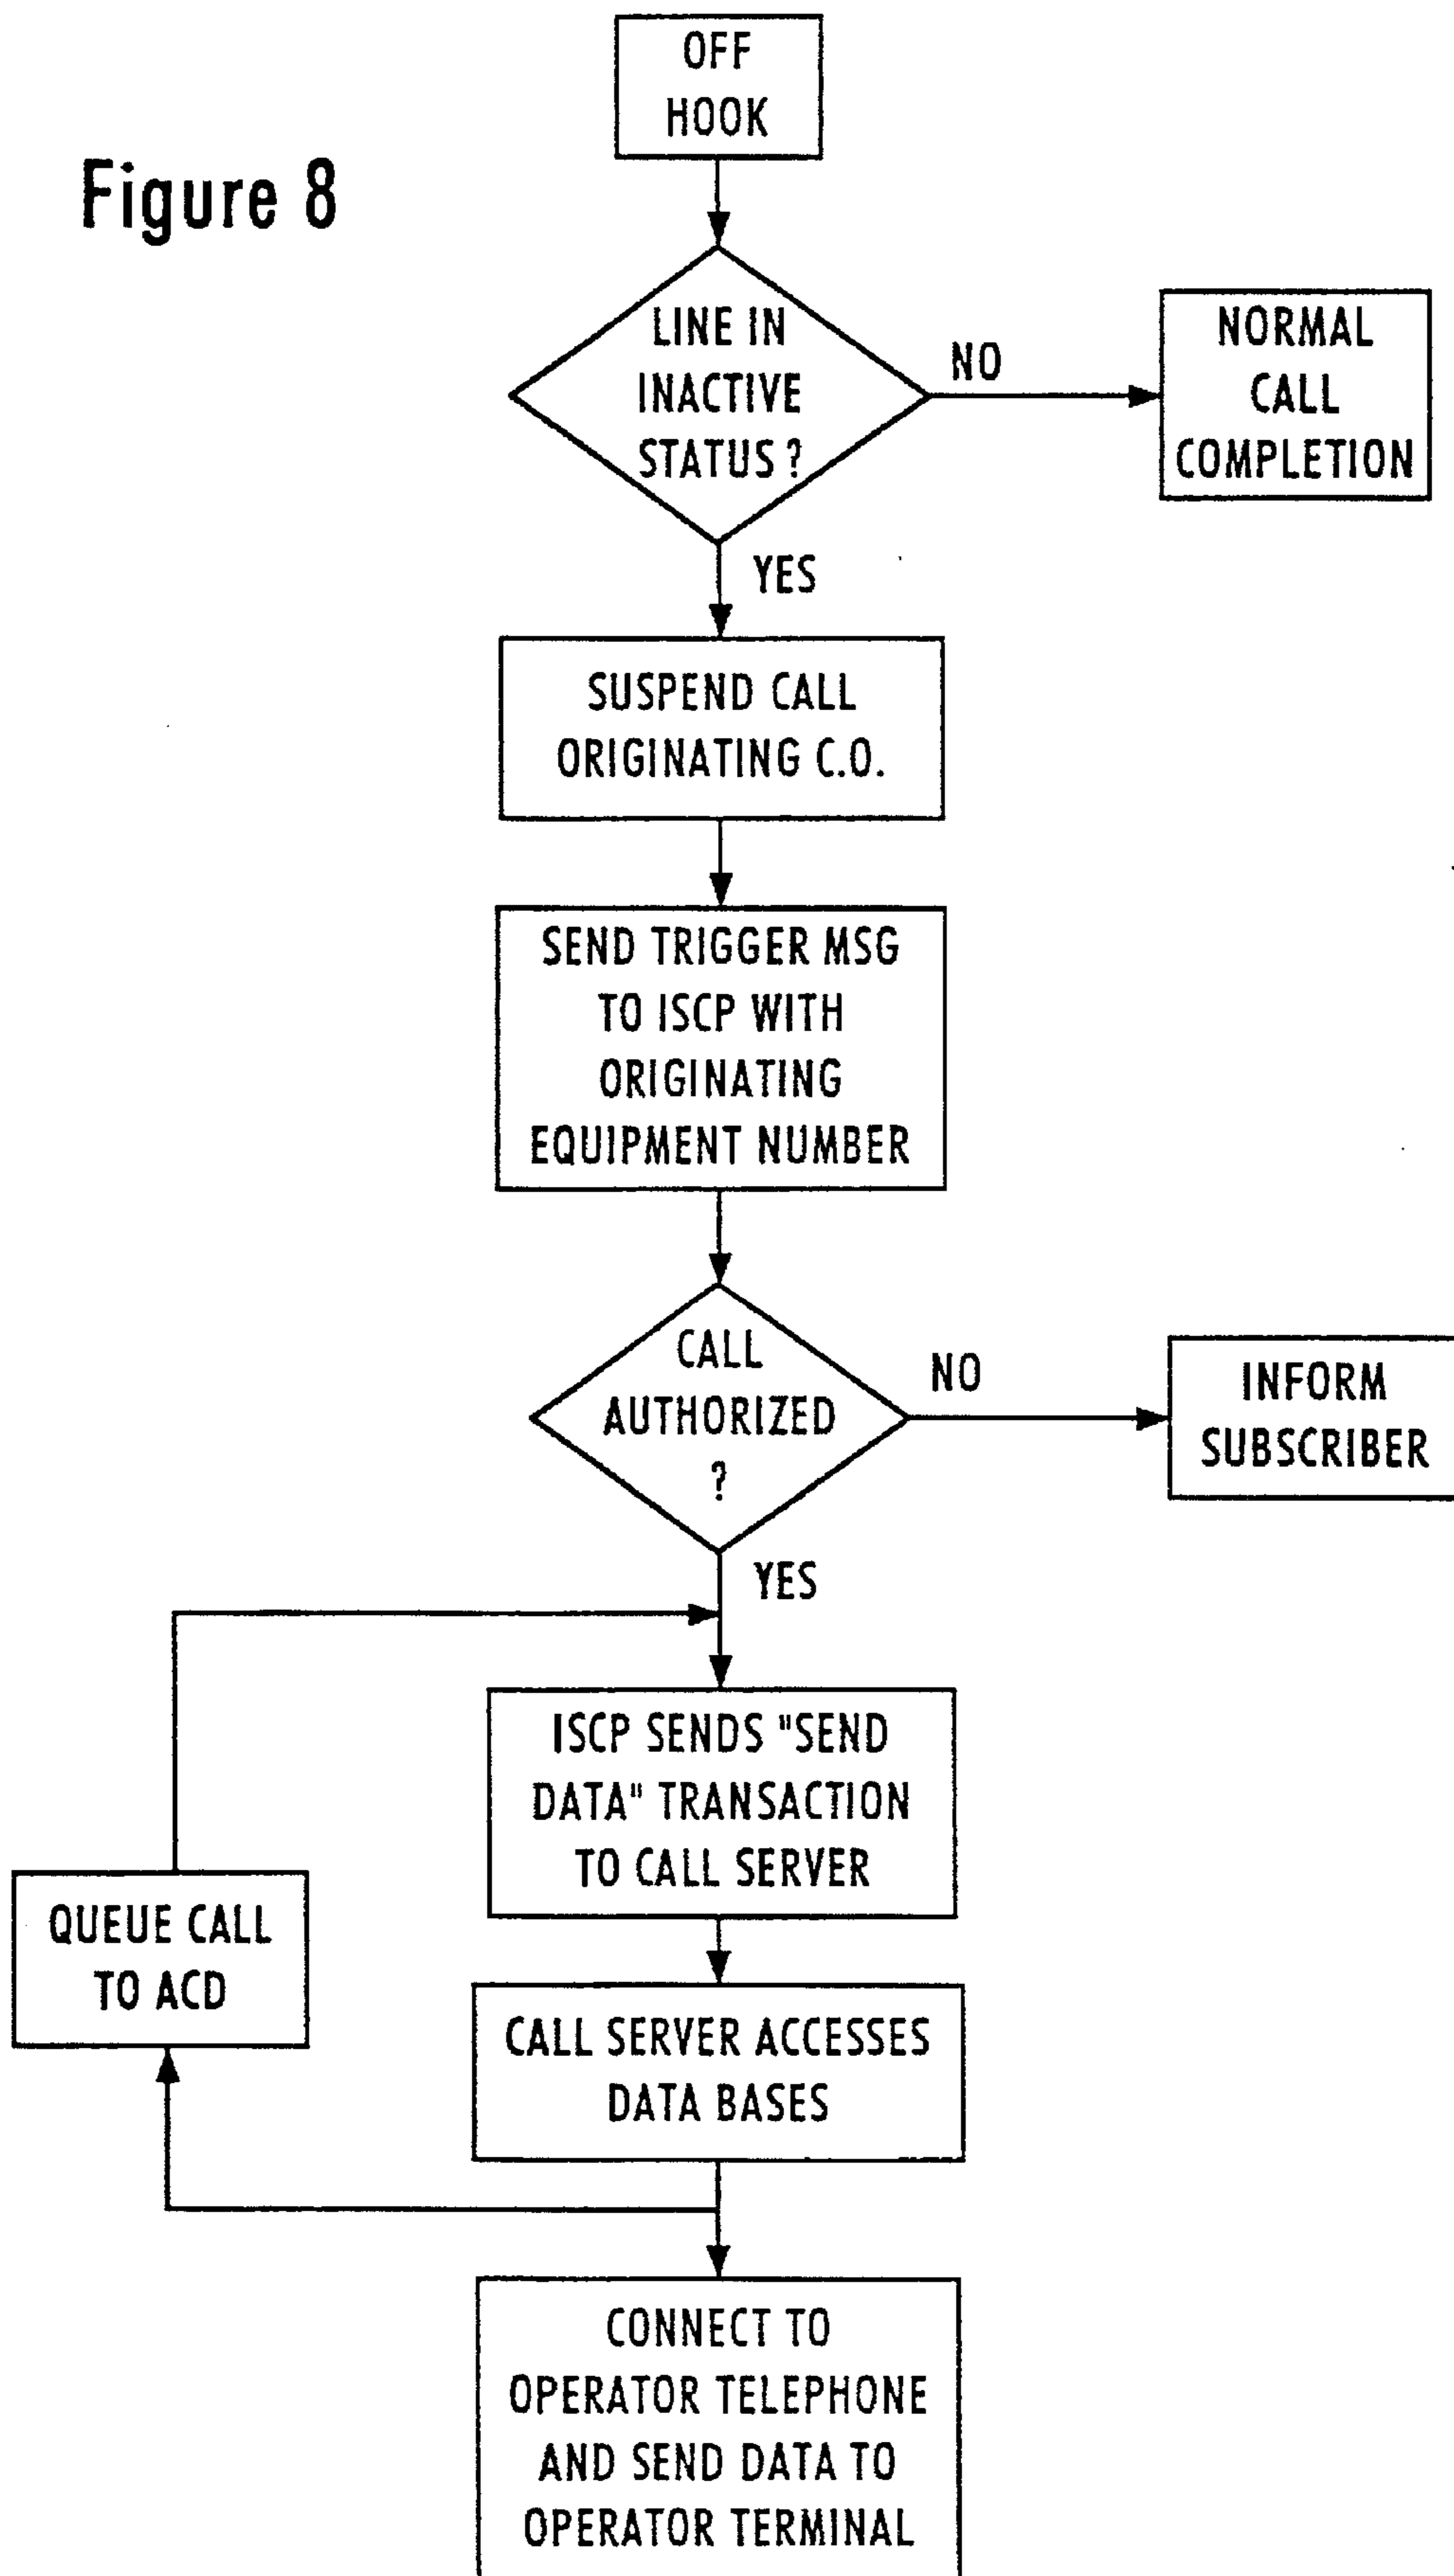 OFF
HOOK
Figure 8
LINE IN
INACTIVE
STATUS ?
NO
NORMAL
CALL
COMPLETION
YES
SUSPEND CALL
ORIGINATING C.O.
SEND TRIGGER MSG
TO ISCP WITH
ORIGINATING
EQUIPMENT NUMBER
CALL
AUTHORIZED
?
NO
INFORM
SUBSCRIBER
YES
ISCP SENDS "SEND
DATA" TRANSACTION
TO CALL SERVER
QUEUE CALL
TO ACD
CALL SERVER ACCESSES
DATA BASES
CONNECT TO
OPERATOR TELEPHONE
AND SEND DATA TO
OPERATOR TERMINAL